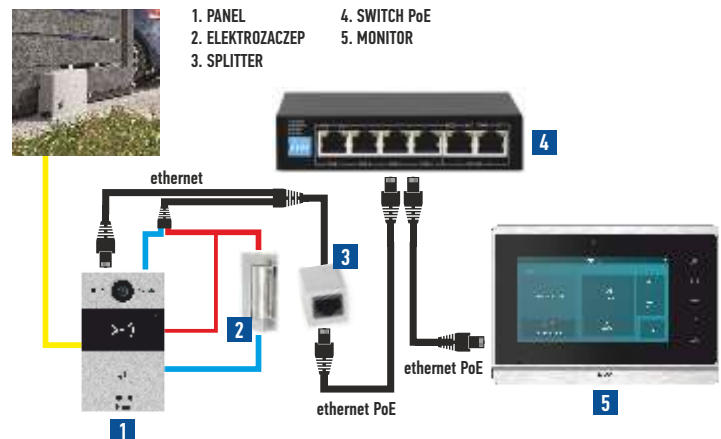 1. PANEL
2. ELEKTROZACZEP
3. SPLITTER
4. SWITCH PoE
5. MONITOR
4
ethernet
3
2
ethernet PoE
ethernet PoE
1
5